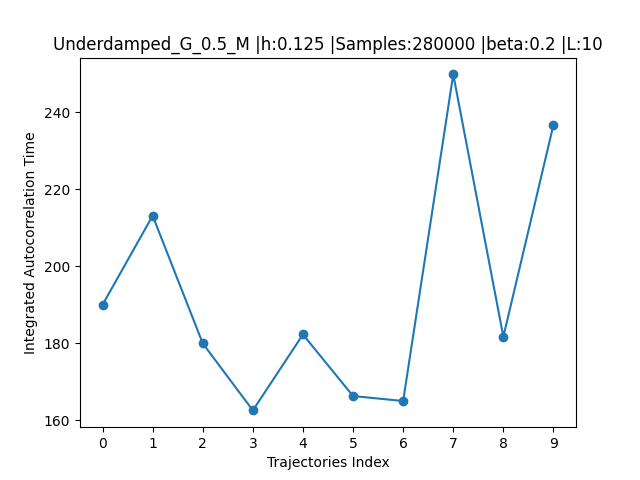 Underdamped_G_0.5_M |h:0.125 |Samples:280000 |beta:0.2 |L:10
Integrated Autocorrelation Time
240
220
200
180
160
0 1 2 3 4 5 6 7 8 9
Trajectories Index